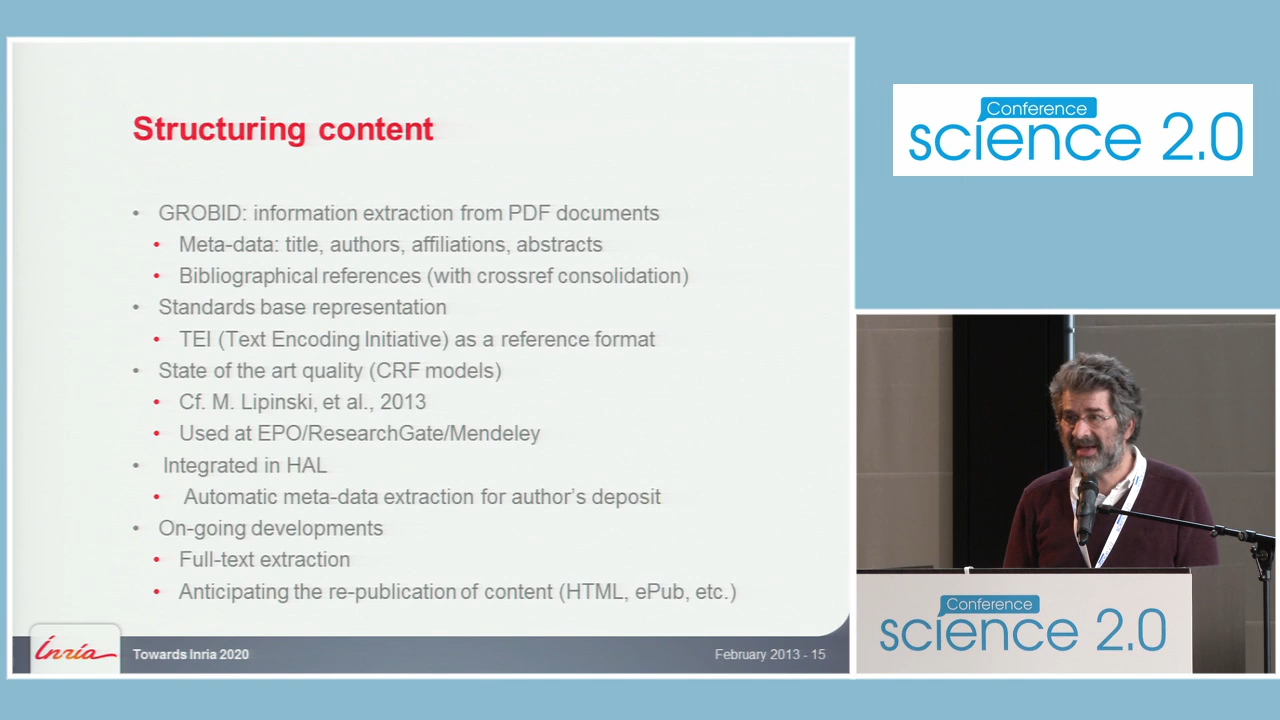 Structuring content
• GROBID: information extraction from PDF documents
• Meta-data: title, authors, affiliations, abstracts
• Bibliographical references (with crossref consolidation)
• Standards base representation
• TEI (Text Encoding Initiative) as a reference format
• State of the art quality (CRF models)
• Cf. M. Lipinski, et al., 2013
• Used at EPO/ResearchGate/Mendeley
• Integrated in HAL
• Automatic meta-data extraction for author’s deposit
• On-going developments
• Full-text extraction
• Anticipating the re-publication of content (HTML, ePub, etc.)
Inria
Towards Inria 2020
February 2013 - 15
Conference
science 2.0
Conference
science 2.0